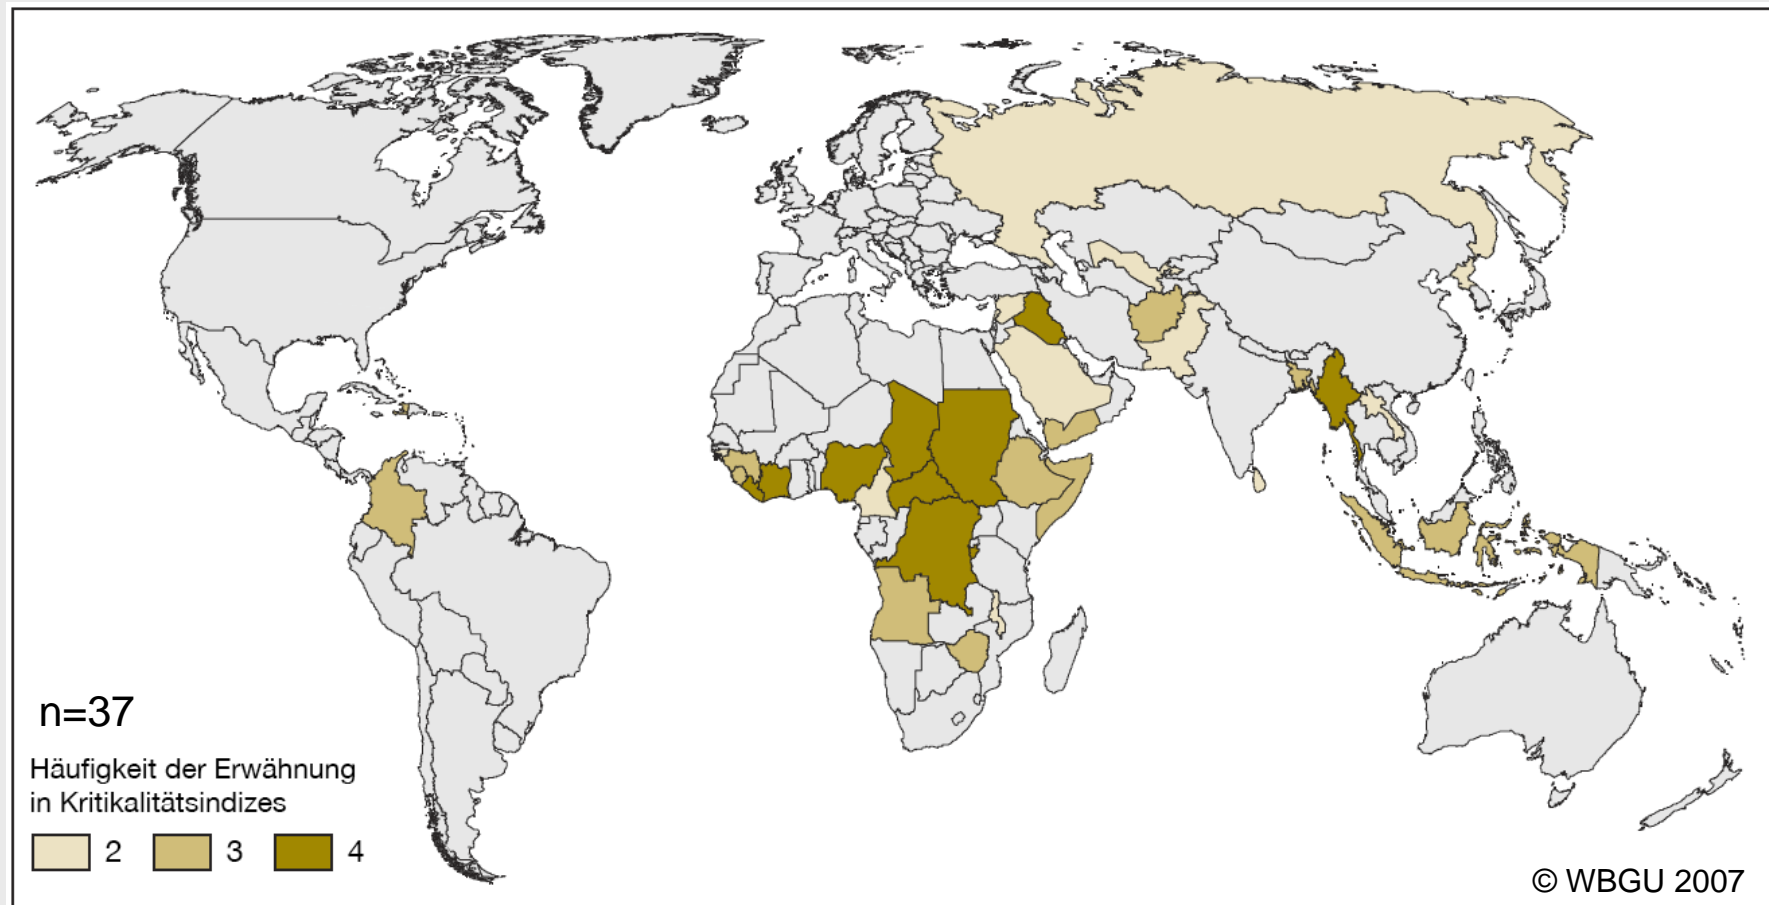 n=37
Häufigkeit der Erwähnung
in Kritikalitätsindizes
2 3 4
© WBGU 2007